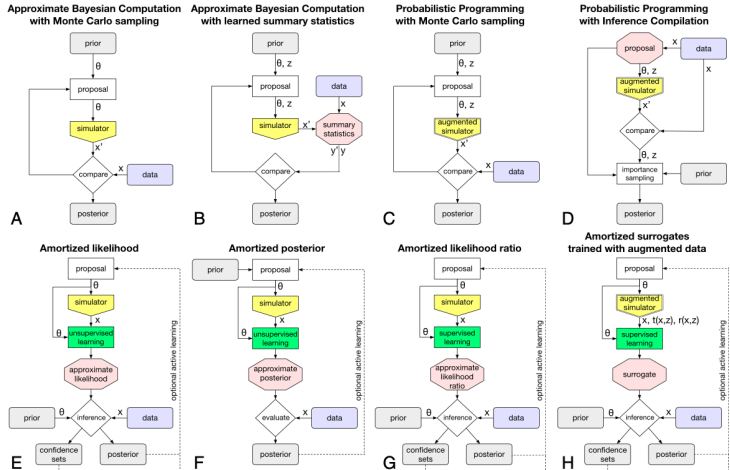 Approximate Bayesian Computation
with Monte Carlo sampling
prior
θ
proposal
θ
simulator
x'
compare
x
data
posterior
A
Approximate Bayesian Computation
with learned summary statistics
prior
θ, z
proposal
data
θ, z
x
simulator
x'
summary
statistics
y'
y
compare
posterior
B
Probabilistic Programming
with Monte Carlo sampling
prior
θ, z
proposal
θ, z
augmented
simulator
x'
compare
x
data
posterior
C
Probabilistic Programming
with Inference Compilation
proposal
x
data
θ, z
x
augmented
simulator
x'
compare
θ, z
importance
sampling
prior
posterior
D
Amortized likelihood
proposal
θ
simulator
x
θ
unsupervised
learning
approximate
likelihood
prior
θ
inference
x
data
confidence
sets
posterior
optional active learning
E
Amortized posterior
prior
proposal
θ
simulator
x
θ
unsupervised
learning
approximate
posterior
evaluate
x
data
posterior
optional active learning
F
Amortized likelihood ratio
proposal
θ
simulator
x
θ
supervised
learning
approximate
likelihood
ratio
prior
θ
inference
x
data
confidence
sets
posterior
optional active learning
G
Amortized surrogates
trained with augmented data
proposal
θ
augmented
simulator
x, t(x,z), r(x,z)
θ
supervised
learning
surrogate
prior
θ
inference
x
data
confidence
sets
posterior
optional active learning
H